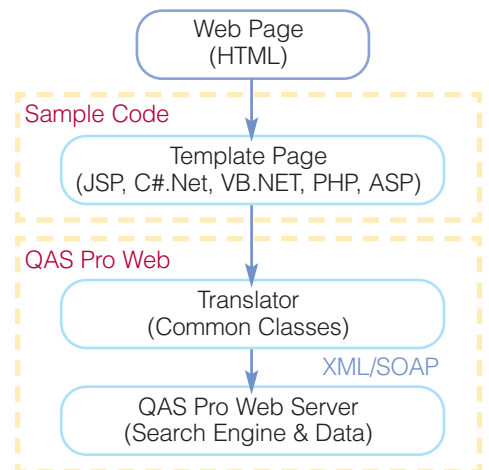 Web Page
(HTML)
Sample Code
Template Page
(JSP, C#.Net, VB.NET, PHP, ASP)
QAS Pro Web
Translator
(Common Classes)
XML/SOAP
QAS Pro Web Server
(Search Engine & Data)